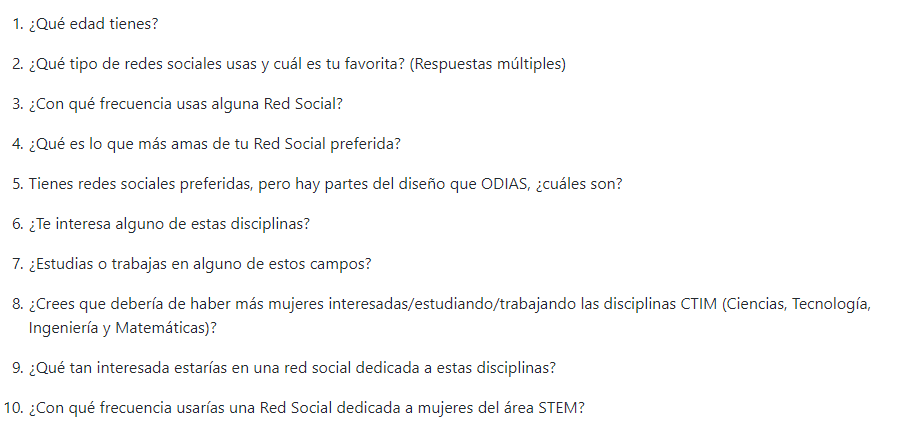 1. ¿Qué edad tienes?
2. ¿Qué tipo de redes sociales usas y cuál es tu favorita? (Respuestas múltiples)
3. ¿Con qué frecuencia usas alguna Red Social?
4. ¿Qué es lo que más amas de tu Red Social preferida?
5. Tienes redes sociales preferidas, pero hay partes del diseño que ODIAS, ¿cuáles son?
6. ¿Te interesa alguno de estas disciplinas?
7. ¿Estudias o trabajas en alguno de estos campos?
8. ¿Crees que debería de haber más mujeres interesadas/estudiando/trabajando las disciplinas CTIM (Ciencias, Tecnología,
Ingeniería y Matemáticas)?
9. ¿Qué tan interesada estarías en una red social dedicada a estas disciplinas?
10. ¿Con qué frecuencia usarías una Red Social dedicada a mujeres del área STEM?